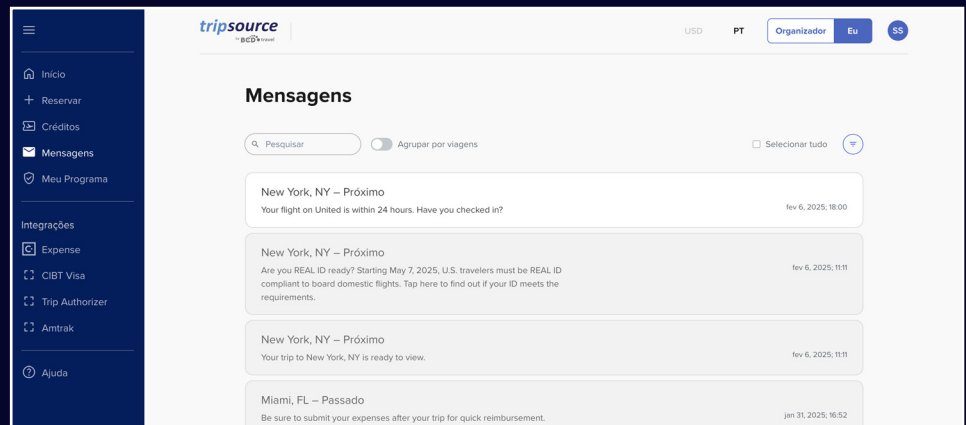 tripsource
by BCD travel
USD
PT
Organizador
Eu
SS
Início
Reservar
Créditos
Mensagens
Meu Programa
Integrações
Expense
CIBT Visa
Trip Authorizer
Amtrak
Ajuda
Mensagens
Pesquisar
Agrupar por viagens
Selecionar tudo
New York, NY – Próximo
Your flight on United is within 24 hours. Have you checked in?
fev 6, 2025; 18:00
New York, NY – Próximo
Are you REAL ID ready? Starting May 7, 2025, U.S. travelers must be REAL ID
compliant to board domestic flights. Tap here to find out if your ID meets the
requirements.
fev 6, 2025; 11:11
New York, NY – Próximo
Your trip to New York, NY is ready to view.
fev 6, 2025; 11:11
Miami, FL – Passado
Be sure to submit your expenses after your trip for quick reimbursement.
jan 31, 2025; 16:52